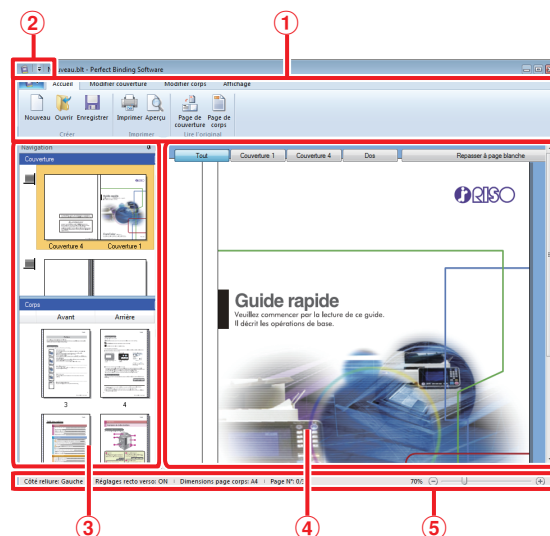 ② ①
Nouveau.blt - Perfect Binding Software
Accueil Modifier couverture Modifier corps Affichage
Nouveau Ouvrir Enregistrer Imprimer Aperçu Page de couverture Page de corps
Créer Imprimer Lire l'original
Navigation
Couverture
Tout Couverture 1 Couverture 4 Dos Repasser à page blanche
RISO
Couverture 4 Couverture 1
Guide rapide
Veuillez commencer par la lecture de ce guide.
Il décrit les opérations de base.
Corps
Avant Arrière
3 4
Côté reliure: Gauche Réglages recto verso: ON Dimensions page corps: A4 Page N°: 0/ 70%
③ ④ ⑤